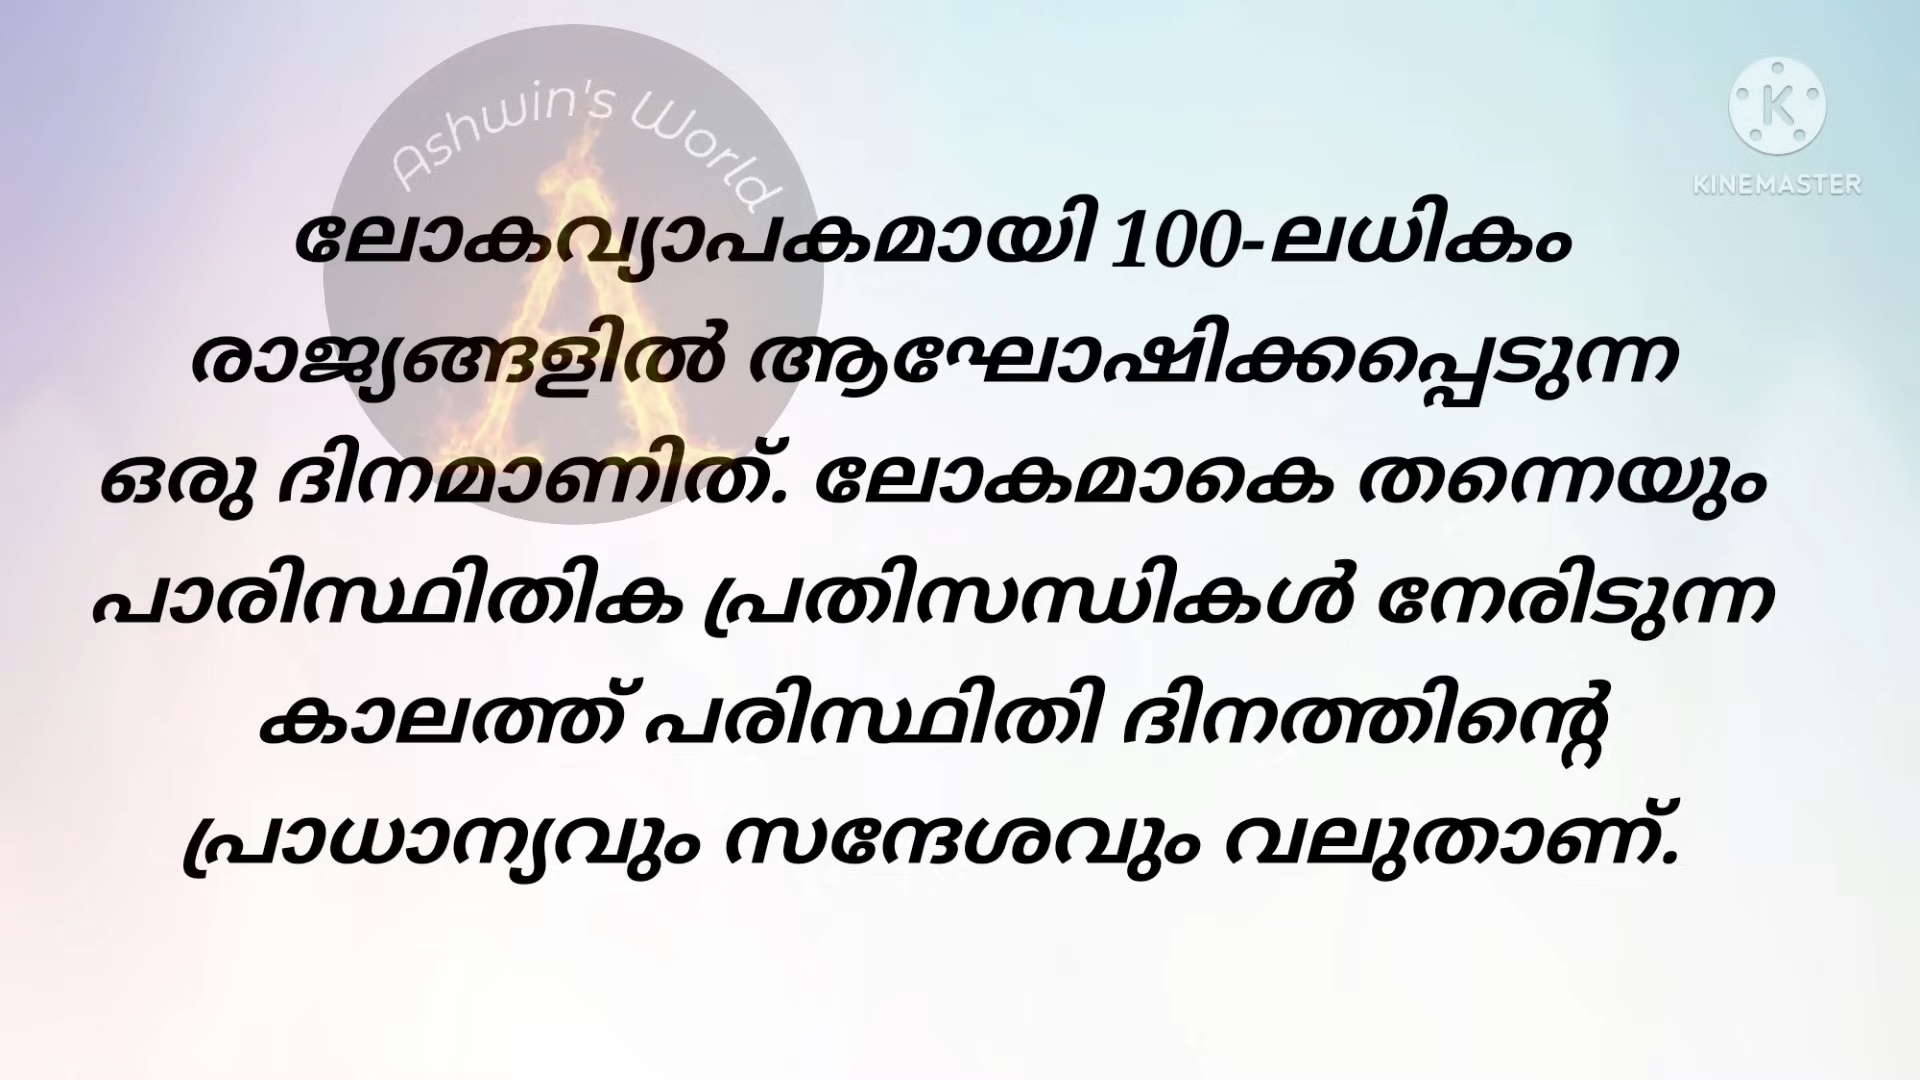 Ashwin's World
KINEMASTER
ലോകവ്യാപകമായി 100-ലധികം
രാജ്യങ്ങളിൽ ആഘോഷിക്കപ്പെടുന്ന
ഒരു ദിനമാണിത്. ലോകമാകെ തന്നെയും
പാരിസ്ഥിതിക പ്രതിസന്ധികൾ നേരിടുന്ന
കാലത്ത് പരിസ്ഥിതി ദിനത്തിന്റെ
പ്രാധാന്യവും സന്ദേശവും വലുതാണ്.